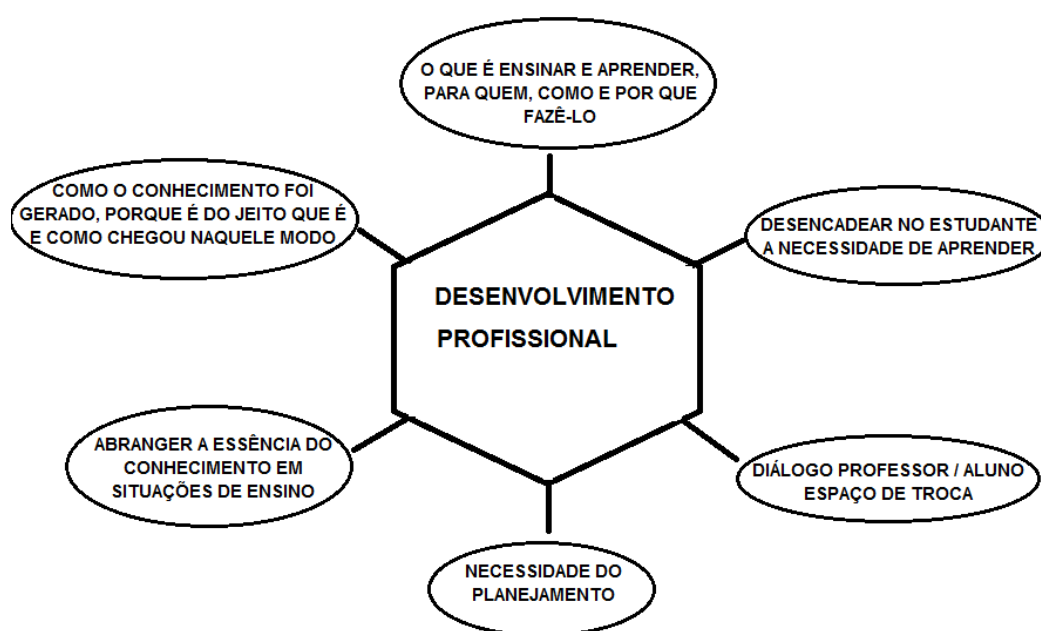 O QUE É ENSINAR E APRENDER,
PARA QUEM, COMO E POR QUE
FAZÊ-LO
COMO O CONHECIMENTO FOI
GERADO, PORQUE É DO JEITO QUE É
E COMO CHEGOU NAQUELE MODO
DESENCADEAR NO ESTUDANTE
A NECESSIDADE DE APRENDER
DESENVOLVIMENTO
PROFISSIONAL
ABRANGER A ESSÊNCIA DO
CONHECIMENTO EM
SITUAÇÕES DE ENSINO
DIÁLOGO PROFESSOR / ALUNO
ESPAÇO DE TROCA
NECESSIDADE DO
PLANEJAMENTO